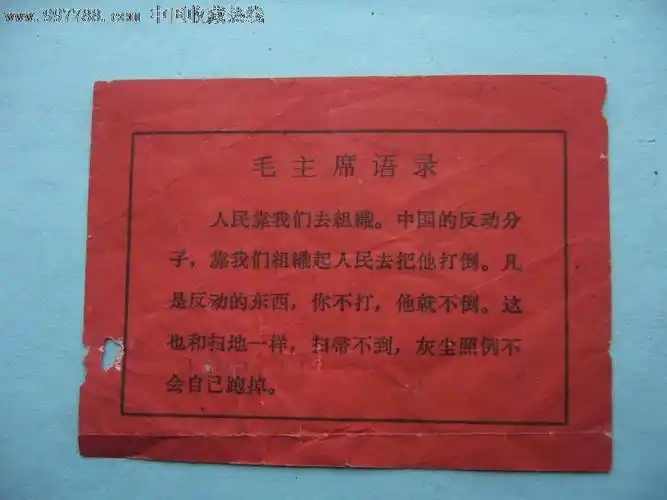 www.997788.com 中国收藏热线
毛主席语录
人民靠我们去組織。中国的反动分
子，靠我们組織起人民去把他打倒。凡
是反动的东西，你不打，他就不倒。这
也和扫地一样，扫帚不到，灰尘照例不
会自己跑掉。